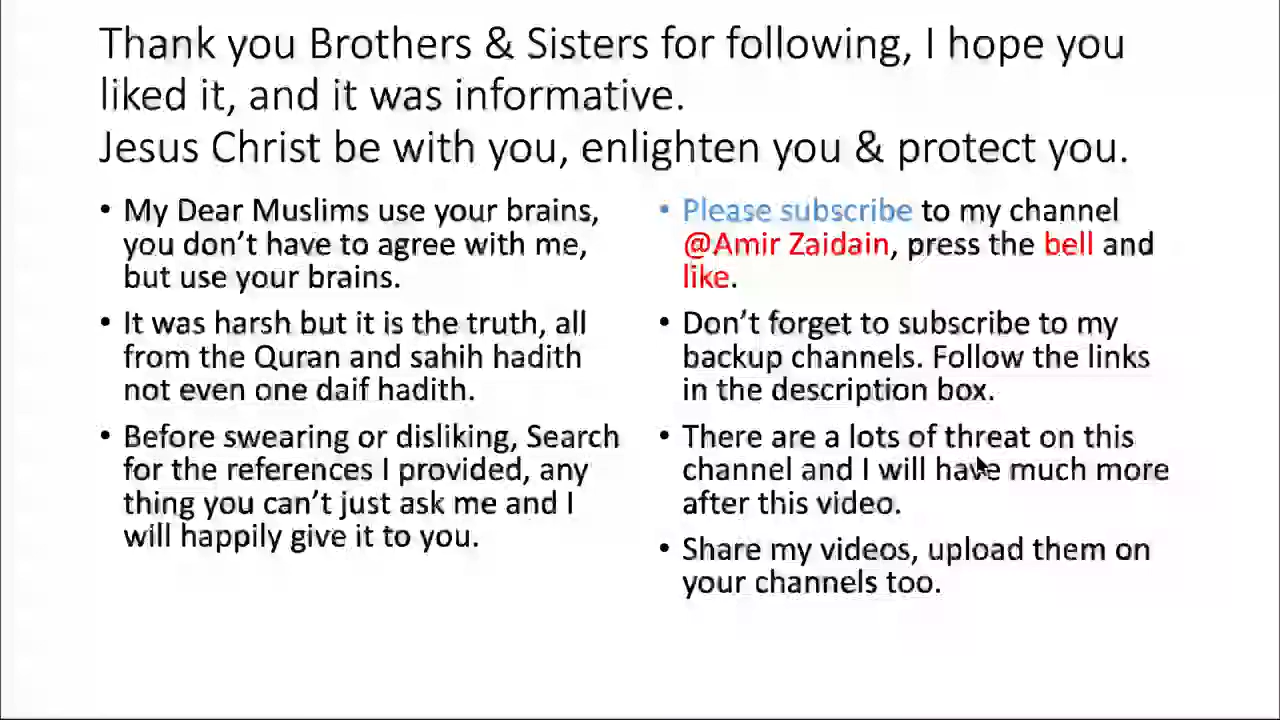 Thank you Brothers & Sisters for following, I hope you
liked it, and it was informative.
Jesus Christ be with you, enlighten you & protect you.
• My Dear Muslims use your brains,
you don't have to agree with me,
but use your brains.
• It was harsh but it is the truth, all
from the Quran and sahih hadith
not even one daif hadith.
• Before swearing or disliking, Search
for the references I provided, any
thing you can't just ask me and I
will happily give it to you.
• Please subscribe to my channel
@Amir Zaidain, press the bell and
like.
• Don't forget to subscribe to my
backup channels. Follow the links
in the description box.
• There are a lots of threat on this
channel and I will have much more
after this video.
• Share my videos, upload them on
your channels too.